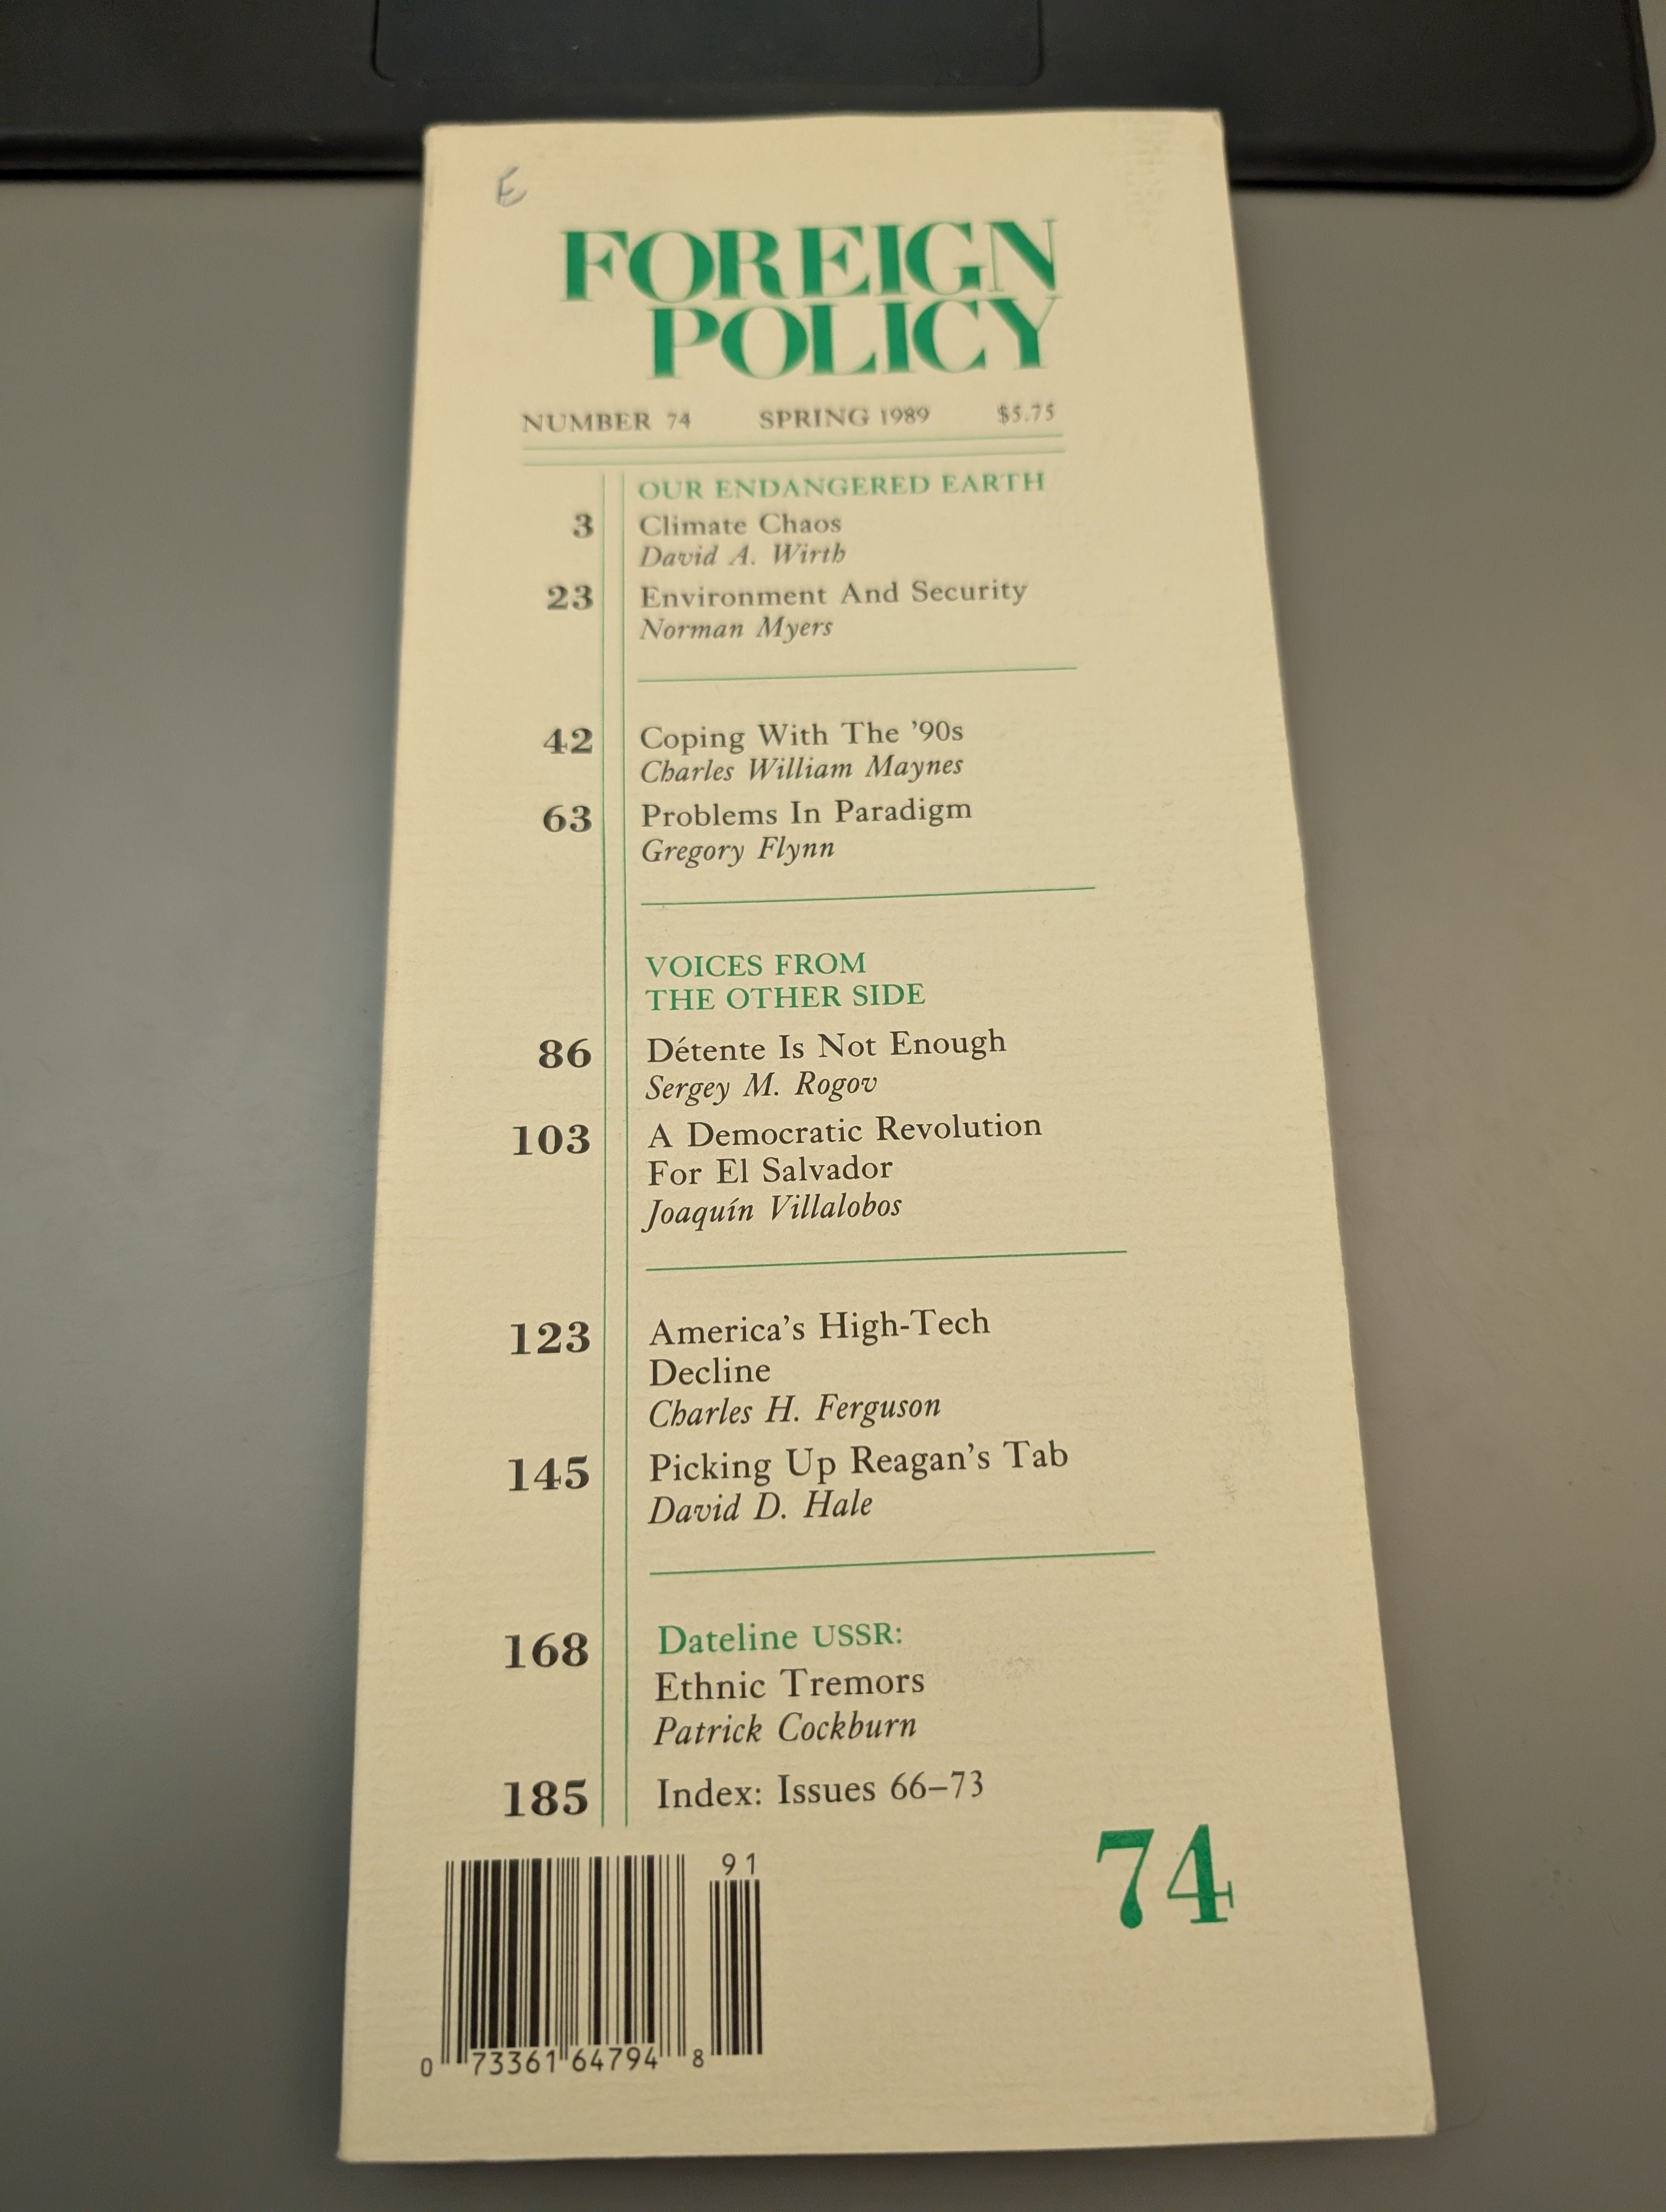 E
FOREIGN
POLICY
NUMBER 74 SPRING 1989 $5.75
OUR ENDANGERED EARTH
3 Climate Chaos
David A. Wirth
23 Environment And Security
Norman Myers
42 Coping With The '90s
Charles William Maynes
63 Problems In Paradigm
Gregory Flynn
VOICES FROM
THE OTHER SIDE
86 Détente Is Not Enough
Sergey M. Rogov
103 A Democratic Revolution
For El Salvador
Joaquín Villalobos
123 America's High-Tech
Decline
Charles H. Ferguson
145 Picking Up Reagan's Tab
David D. Hale
168 Dateline USSR:
Ethnic Tremors
Patrick Cockburn
185 Index: Issues 66–73
74
91
0 73361 64794 8